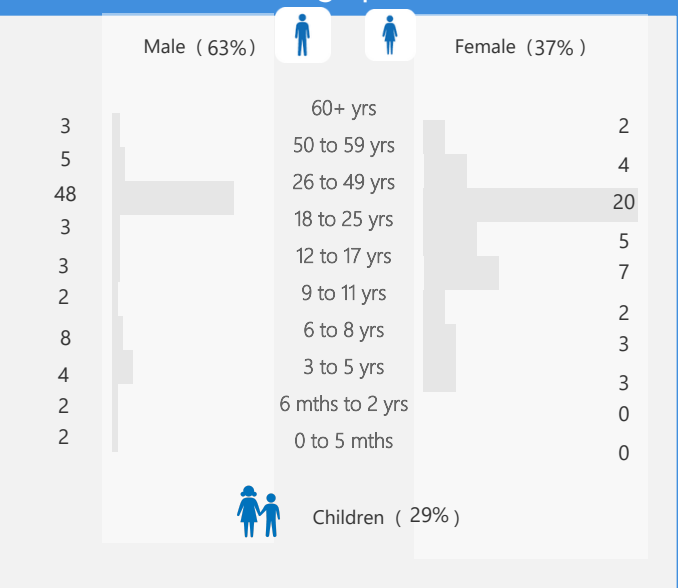 Male ( 63%)
Female (37% )
60+ yrs
3
2
50 to 59 yrs
5
4
26 to 49 yrs
48
20
18 to 25 yrs
3
5
12 to 17 yrs
3
7
9 to 11 yrs
2
2
6 to 8 yrs
8
3
3 to 5 yrs
4
3
6 mths to 2 yrs
2
0
0 to 5 mths
2
0
Children ( 29% )